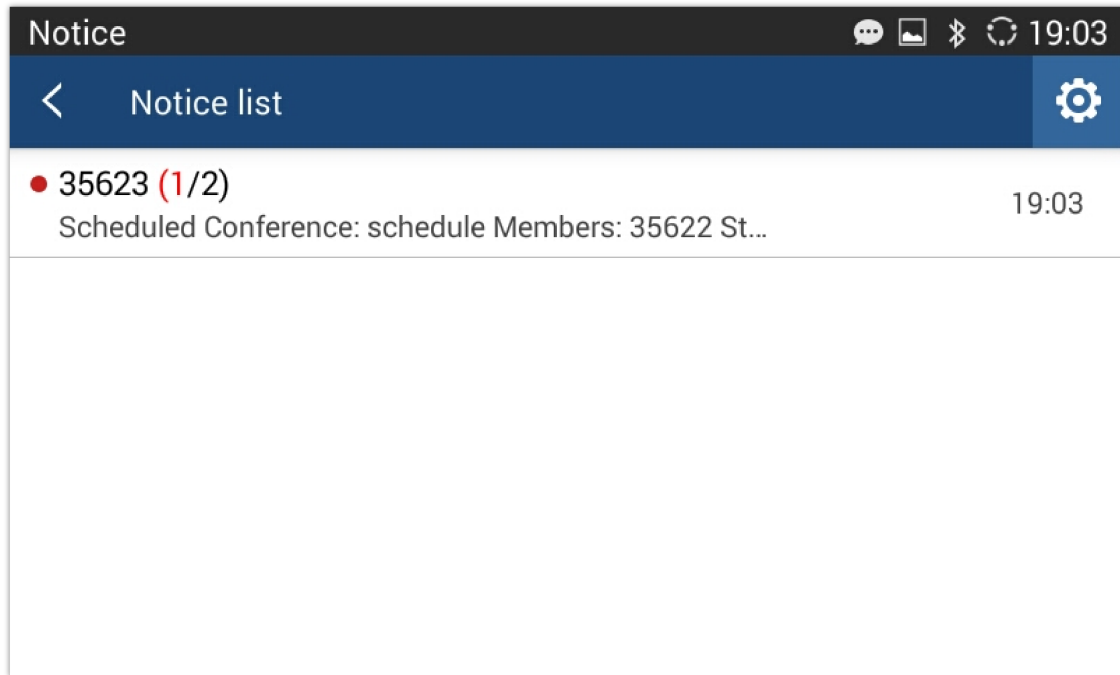 Notice
19:03
Notice list
35623 (1/2)
19:03
Scheduled Conference: schedule Members: 35622 St...